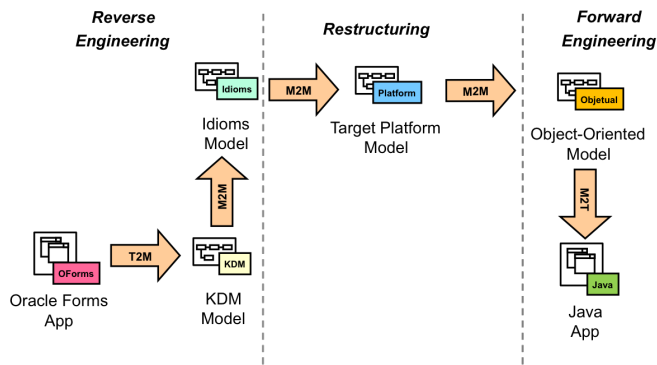 Reverse
Engineering
Restructuring
Forward
Engineering
Idioms
M2M
Platform
M2M
Objetual
Idioms
Model
Target Platform
Model
Object-Oriented
Model
M2M
M2T
OForms
T2M
KDM
Java
Oracle Forms
App
KDM
Model
Java
App